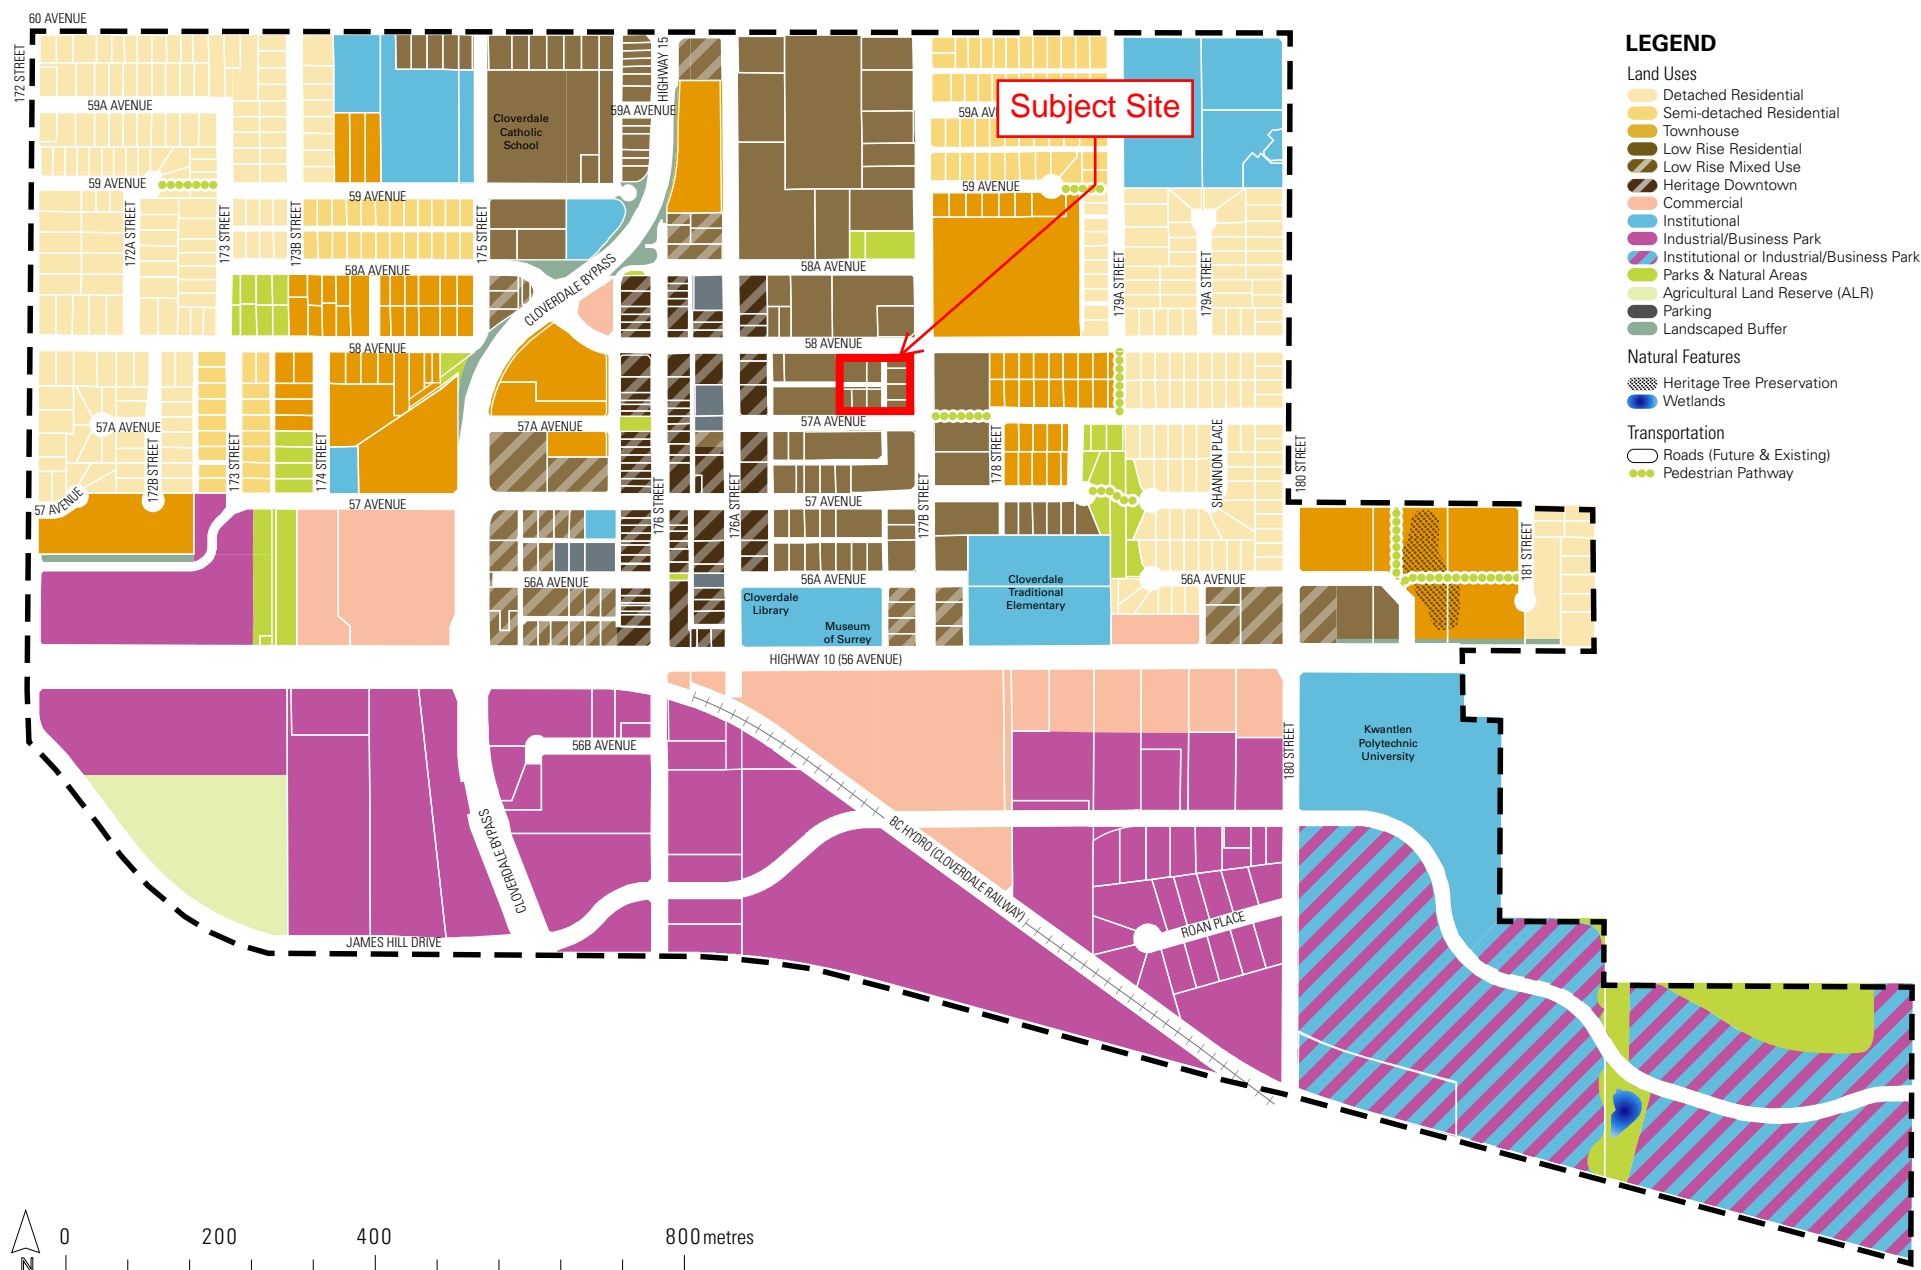 60 AVENUE
172 STREET
HIGHWAY 15
59A AVENUE
59A AVENUE
59A AV
Subject Site
Cloverdale
Catholic
School
59 AVENUE
59 AVENUE
59 AVENUE
172A STREET
173 STREET
173B STREET
175 STREET
58A AVENUE
58A AVENUE
CLOVERDALE BYPASS
179A STREET
179A STREET
58 AVENUE
58 AVENUE
57A AVENUE
57A AVENUE
57A AVENUE
172B STREET
173 STREET
174 STREET
176 STREET
176A STREET
177B STREET
178 STREET
SHANNON PLACE
180 STREET
57 AVENUE
57 AVENUE
57 AVENUE
181 STREET
56A AVENUE
56A AVENUE
56A AVENUE
Cloverdale
Library
Museum
of Surrey
Cloverdale
Traditional
Elementary
HIGHWAY 10 (56 AVENUE)
56B AVENUE
180 STREET
Kwantlen
Polytechnic
University
CLOVERDALE BYPASS
BC HYDRO (CLOVERDALE RAILWAY)
ROAN PLACE
JAMES HILL DRIVE
LEGEND
Land Uses
Detached Residential
Semi-detached Residential
Townhouse
Low Rise Residential
Low Rise Mixed Use
Heritage Downtown
Commercial
Institutional
Industrial/Business Park
Institutional or Industrial/Business Park
Parks & Natural Areas
Agricultural Land Reserve (ALR)
Parking
Landscaped Buffer
Natural Features
Heritage Tree Preservation
Wetlands
Transportation
Roads (Future & Existing)
Pedestrian Pathway
0 200 400 800 metres
N